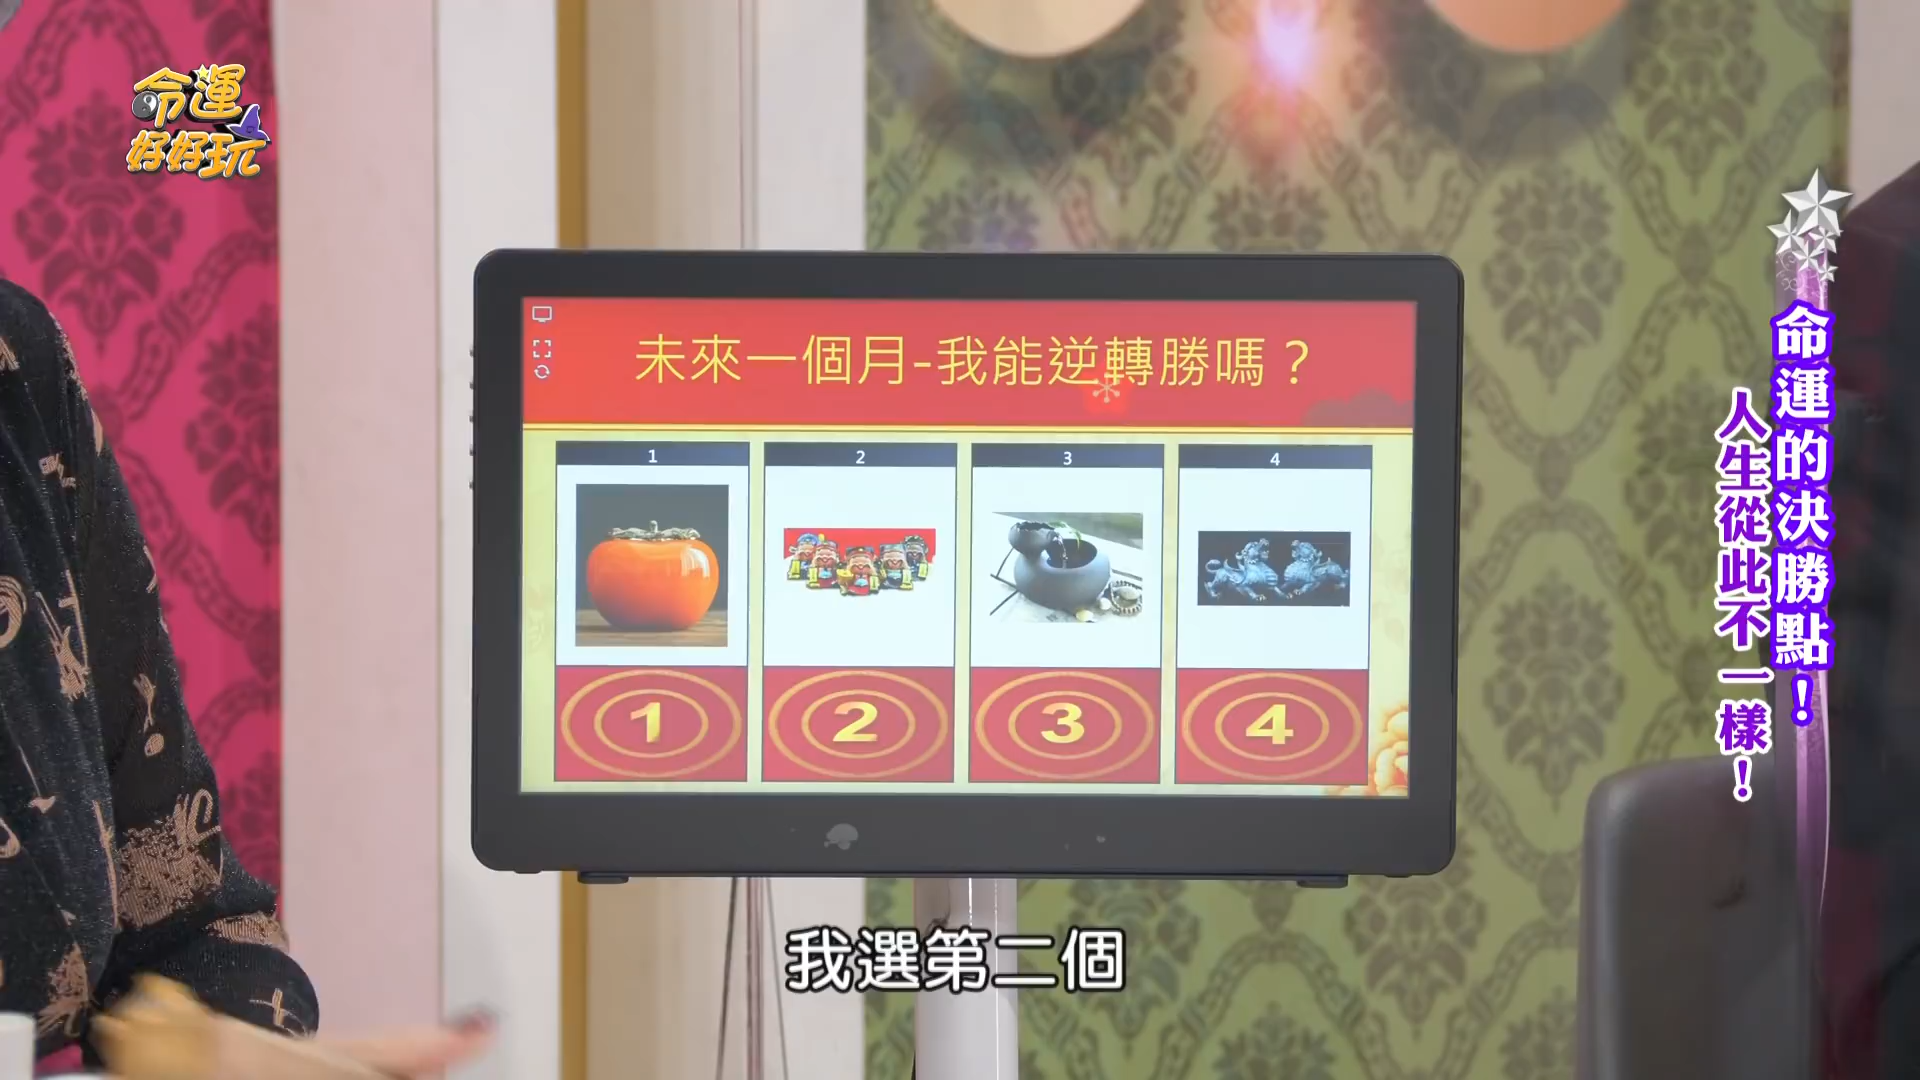 命運
好好玩
未來一個月-我能逆轉勝嗎？
1
2
3
4
1
2
3
4
命運的決勝點！
人生從此不一樣！
我選第二個